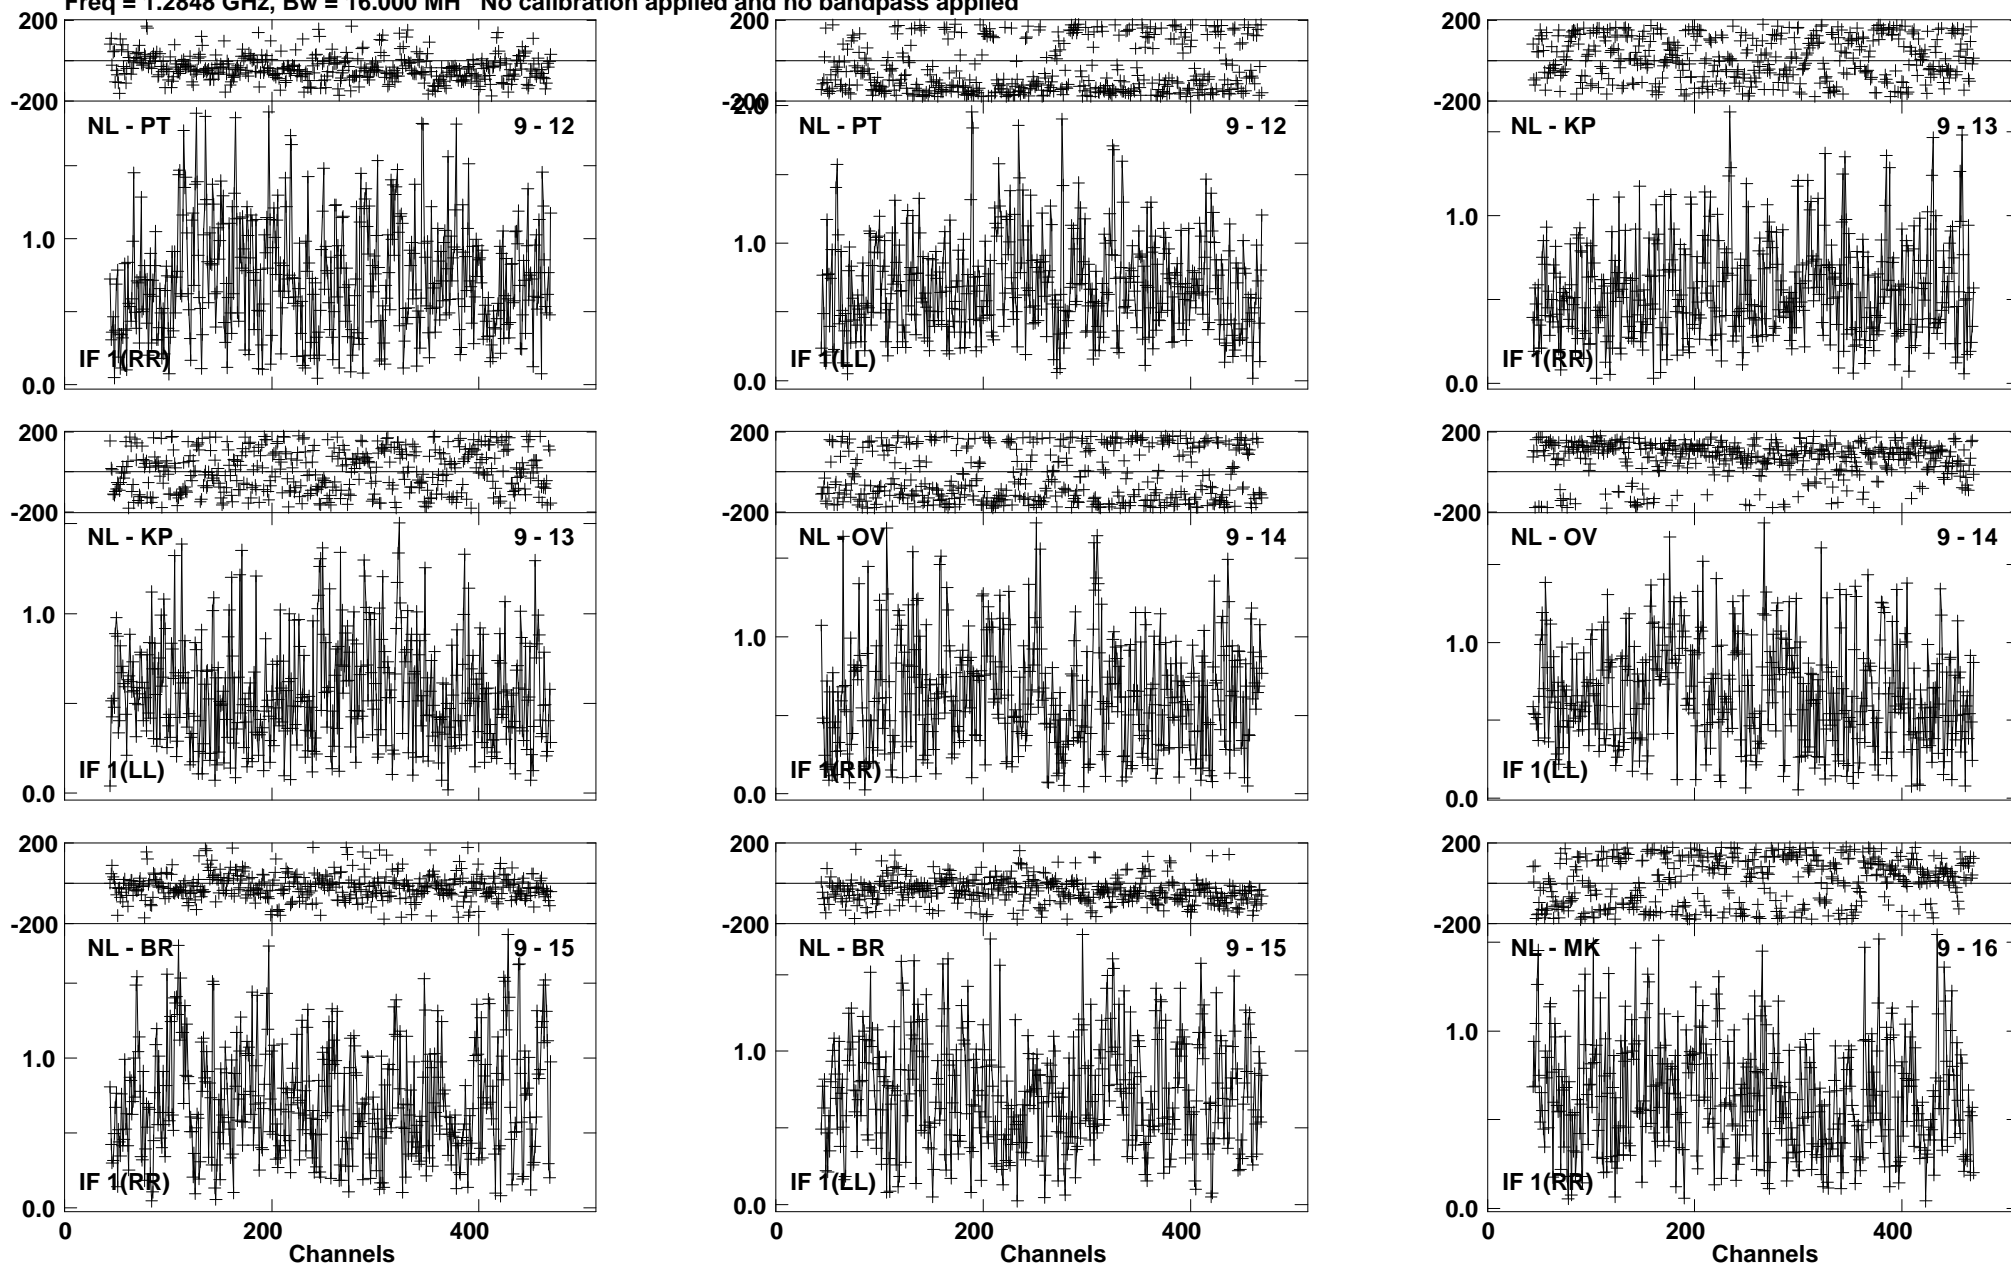 Freq = 1.2848 GHz, Bw = 16.000 MH No calibration applied and no bandpass applied
200
-200
NL - PT 9 - 12
1.0
IF 1(RR)
0.0
200
-200
2.0
NL - PT 9 - 12
1.0
IF 1(LL)
0.0
200
-200
NL - KP 9 - 13
1.0
IF 1(RR)
0.0
200
-200
NL - KP 9 - 13
1.0
IF 1(LL)
0.0
200
-200
NL - OV 9 - 14
1.0
IF 1(RR)
0.0
200
-200
NL - OV 9 - 14
1.0
IF 1(LL)
0.0
200
-200
NL - BR 9 - 15
1.0
IF 1(RR)
0.0
0 200 400
Channels
200
-200
NL - BR 9 - 15
1.0
IF 1(LL)
0.0
0 200 400
Channels
200
-200
NL - MK 9 - 16
1.0
IF 1(RR)
0.0
0 200 400
Channels